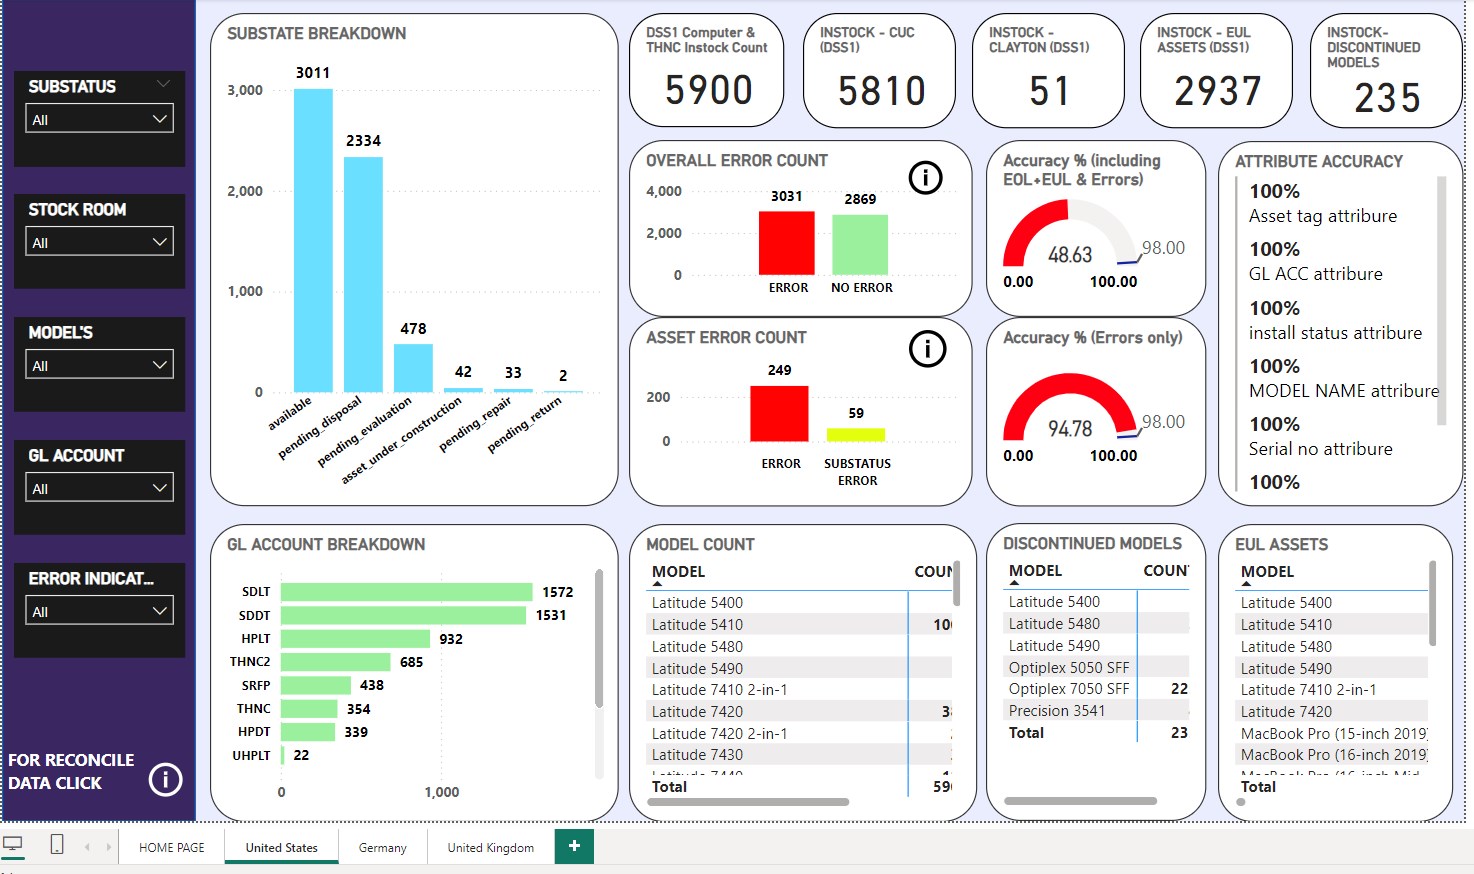 SUBSTATUS
All
STOCK ROOM
All
MODEL'S
All
GL ACCOUNT
All
ERROR INDICAT...
All
FOR RECONCILE
DATA CLICK
SUBSTATE BREAKDOWN
3,000
2,000
1,000
0
3011
2334
478
42
33
2
available
pending_disposal
pending_evaluation
asset_under_construction
pending_repair
pending_return
DSS1 Computer &
THNC Instock Count
5900
INSTOCK - CUC
(DSS1)
5810
INSTOCK -
CLAYTON (DSS1)
51
INSTOCK - EUL
ASSETS (DSS1)
2937
INSTOCK-
DISCONTINUED
MODELS
235
OVERALL ERROR COUNT
4,000
2,000
0
3031
2869
ERROR
NO ERROR
Accuracy % (including
EOL+EUL & Errors)
48.63
98.00
0.00
100.00
ATTRIBUTE ACCURACY
100%
Asset tag attribure
100%
GL ACC attribure
100%
install status attribure
100%
MODEL NAME attribure
100%
Serial no attribure
100%
ASSET ERROR COUNT
200
0
249
59
ERROR
SUBSTATUS
ERROR
Accuracy % (Errors only)
94.78
98.00
0.00
100.00
GL ACCOUNT BREAKDOWN
SDLT 1572
SDDT 1531
HPLT 932
THNC2 685
SRFP 438
THNC 354
HPDT 339
UHPLT 22
0 1,000
MODEL COUNT
MODEL COUN
Latitude 5400
Latitude 5410
Latitude 5480
Latitude 5490
Latitude 7410 2-in-1
Latitude 7420
Latitude 7420 2-in-1
Latitude 7430
Latitude 7440
Total
DISCONTINUED MODELS
MODEL COUN
Latitude 5400
Latitude 5480
Latitude 5490
Optiplex 5050 SFF
Optiplex 7050 SFF 22
Precision 3541
Total 23
EUL ASSETS
MODEL
Latitude 5400
Latitude 5410
Latitude 5480
Latitude 5490
Latitude 7410 2-in-1
Latitude 7420
MacBook Pro (15-inch 2019)
MacBook Pro (16-inch 2019)
MacBook Pro (16-inch Mid
Total
HOME PAGE
United States
Germany
United Kingdom
+